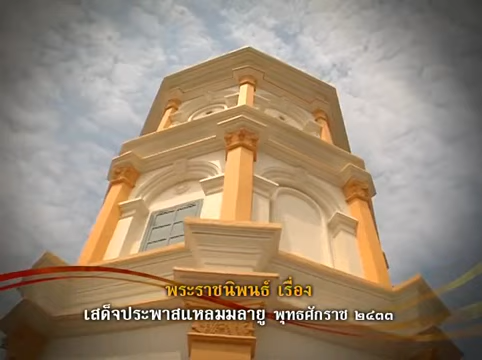 พระราชนิพนธ์ เรื่อง
เสด็จประพาสแหลมมลายู พุทธศักราช ๒๔๓๓